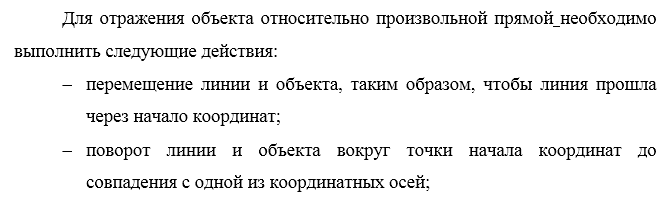 Для отражения объекта относительно произвольной прямой_необходимо
выполнить следующие действия:
– перемещение линии и объекта, таким образом, чтобы линия прошла
через начало координат;
– поворот линии и объекта вокруг точки начала координат до
совпадения с одной из координатных осей;